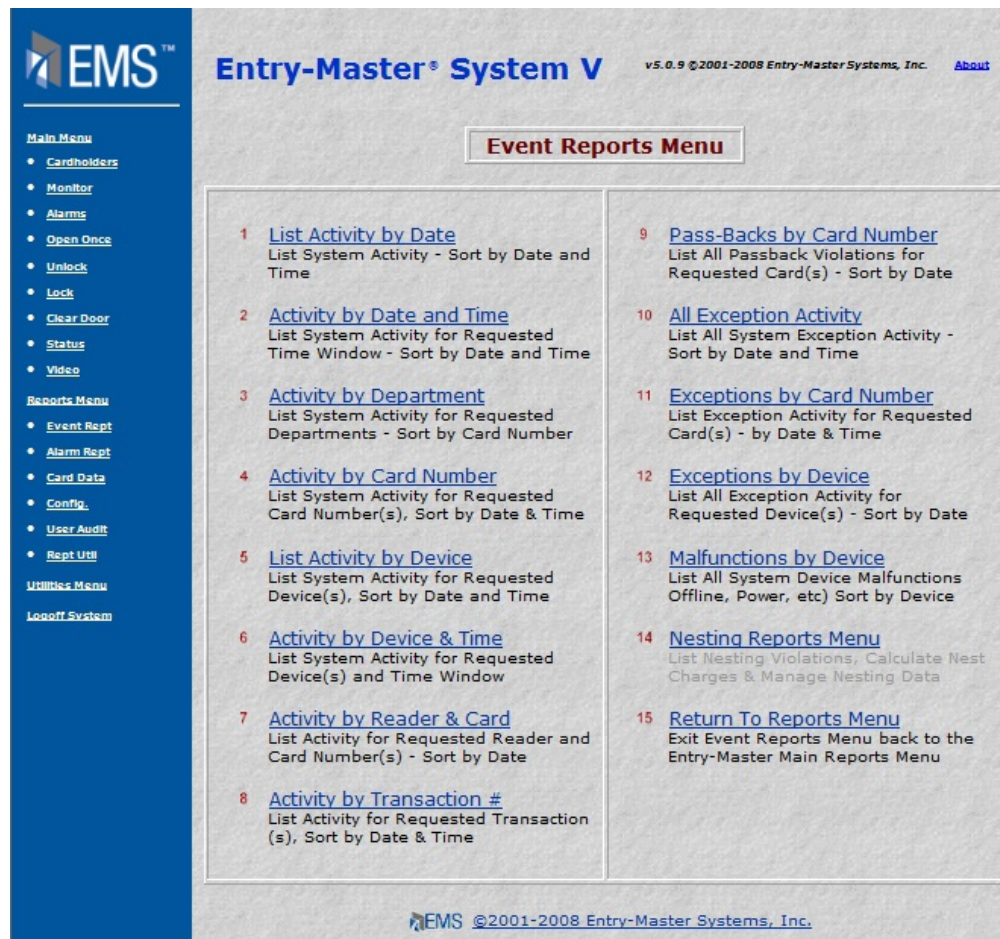 EMS™
Entry-Master® System V
v5.0.9 ©2001-2008 Entry-Master Systems, Inc.
About
Main Menu
Cardholders
Monitor
Alarms
Open Once
Unlock
Lock
Clear Door
Status
Video
Reports Menu
Event Rept
Alarm Rept
Card Data
Config.
User Audit
Rept Util
Utilities Menu
Logoff System
Event Reports Menu
1 List Activity by Date
List System Activity - Sort by Date and
Time
2 Activity by Date and Time
List System Activity for Requested
Time Window - Sort by Date and Time
3 Activity by Department
List System Activity for Requested
Departments - Sort by Card Number
4 Activity by Card Number
List System Activity for Requested
Card Number(s), Sort by Date & Time
5 List Activity by Device
List System Activity for Requested
Device(s), Sort by Date and Time
6 Activity by Device & Time
List System Activity for Requested
Device(s) and Time Window
7 Activity by Reader & Card
List Activity for Requested Reader and
Card Number(s) - Sort by Date
8 Activity by Transaction #
List Activity for Requested Transaction
(s), Sort by Date & Time
9 Pass-Backs by Card Number
List All Passback Violations for
Requested Card(s) - Sort by Date
10 All Exception Activity
List All System Exception Activity -
Sort by Date and Time
11 Exceptions by Card Number
List Exception Activity for Requested
Card(s) - by Date & Time
12 Exceptions by Device
List All Exception Activity for
Requested Device(s) - Sort by Date
13 Malfunctions by Device
List All System Device Malfunctions
Offline, Power, etc) Sort by Device
14 Nesting Reports Menu
List Nesting Violations, Calculate Nest
Charges & Manage Nesting Data
15 Return To Reports Menu
Exit Event Reports Menu back to the
Entry-Master Main Reports Menu
EMS ©2001-2008 Entry-Master Systems, Inc.